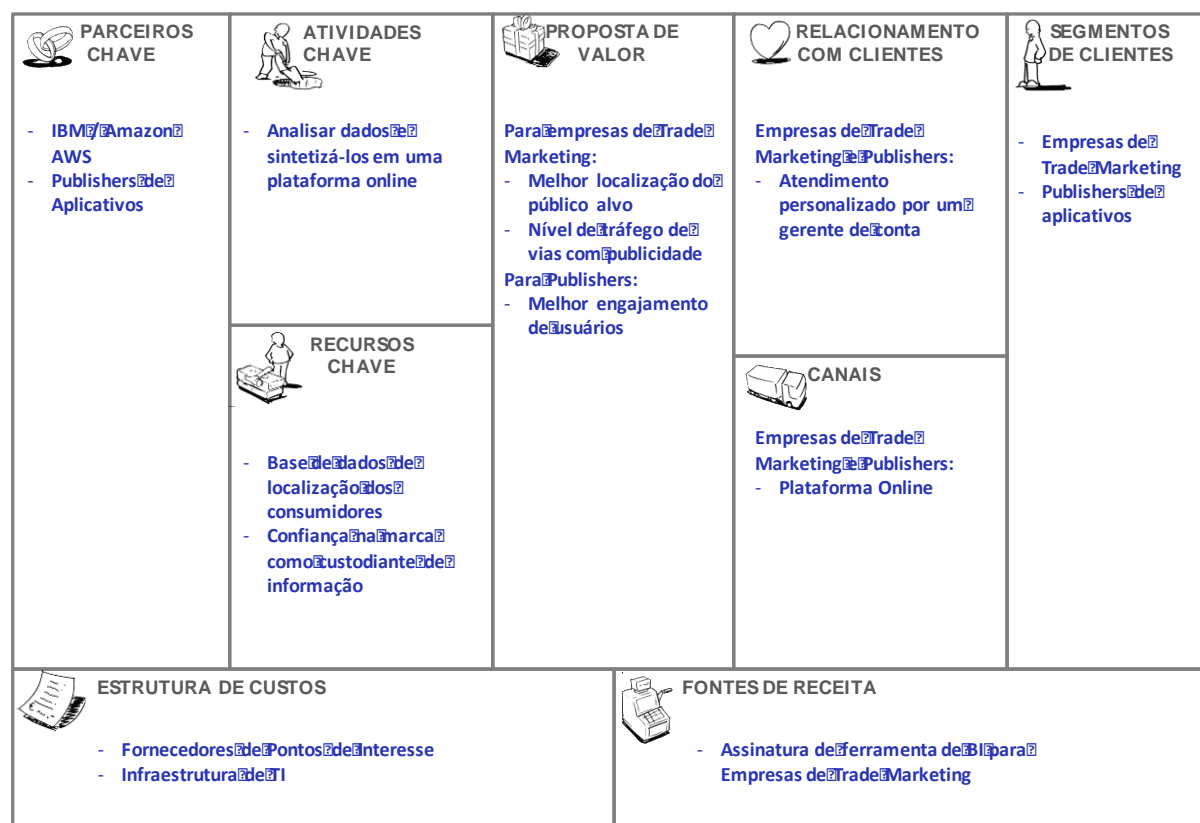 PARCEIROS
CHAVE
- IBM / Amazon
AWS
- Publishers de
Aplicativos
ATIVIDADES
CHAVE
- Analisar dados e
sintetizá-los em uma
plataforma online
RECURSOS
CHAVE
- Base de dados de
localização dos
consumidores
- Confiança na marca
como custodiante de
informação
PROPOSTA DE
VALOR
Para empresas de Trade
Marketing:
- Melhor localização do
público alvo
- Nível de tráfego de
vias com publicidade
Para Publishers:
- Melhor engajamento
de usuários
RELACIONAMENTO
COM CLIENTES
Empresas de Trade
Marketing e Publishers:
- Atendimento
personalizado por um
gerente de conta
CANAIS
Empresas de Trade
Marketing e Publishers:
- Plataforma Online
SEGMENTOS
DE CLIENTES
- Empresas de
Trade Marketing
- Publishers de
aplicativos
ESTRUTURA DE CUSTOS
- Fornecedores de Pontos de Interesse
- Infraestrutura de TI
FONTES DE RECEITA
- Assinatura de ferramenta de BI para
Empresas de Trade Marketing